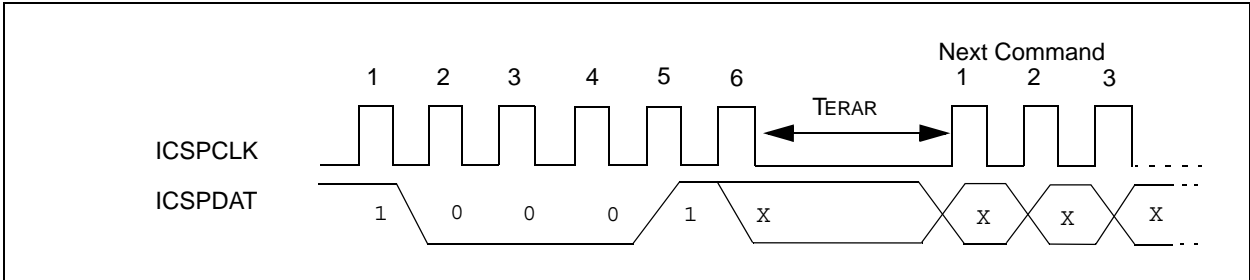 Next Command
1 2 3 4 5 6 1 2 3
TERAR
ICSPCLK
ICSPDAT
1 0 0 0 1 X X X X